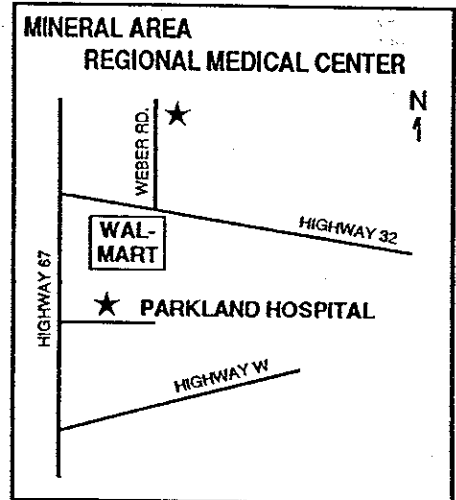 MINERAL AREA
REGIONAL MEDICAL CENTER
N
WEBER RD.
HIGHWAY 32
WAL-
MART
HIGHWAY 67
PARKLAND HOSPITAL
HIGHWAY W